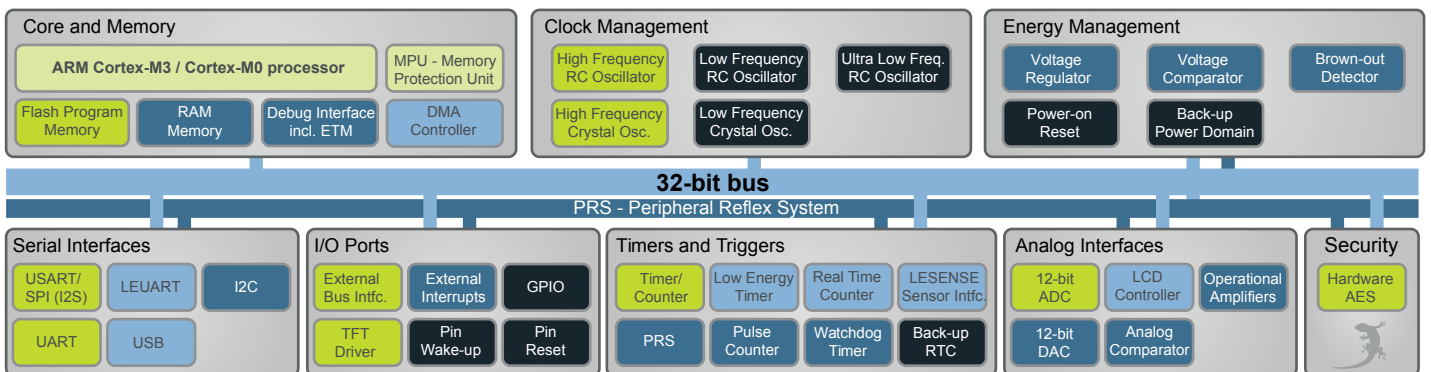 Core and Memory
ARM Cortex-M3 / Cortex-M0 processor
MPU - Memory
Protection Unit
Flash Program
Memory
RAM
Memory
Debug Interface
incl. ETM
DMA
Controller
Clock Management
High Frequency
RC Oscillator
Low Frequency
RC Oscillator
Ultra Low Freq.
RC Oscillator
High Frequency
Crystal Osc.
Low Frequency
Crystal Osc.
Energy Management
Voltage
Regulator
Voltage
Comparator
Brown-out
Detector
Power-on
Reset
Back-up
Power Domain
32-bit bus
PRS - Peripheral Reflex System
Serial Interfaces
USART/
SPI (I2S)
LEUART
I2C
UART
USB
I/O Ports
External
Bus Intfc.
External
Interrupts
GPIO
TFT
Driver
Pin
Wake-up
Pin
Reset
Timers and Triggers
Timer/
Counter
Low Energy
Timer
Real Time
Counter
LESENSE
Sensor Intfc.
PRS
Pulse
Counter
Watchdog
Timer
Back-up
RTC
Analog Interfaces
12-bit
ADC
LCD
Controller
Operational
Amplifiers
12-bit
DAC
Analog
Comparator
Security
Hardware
AES